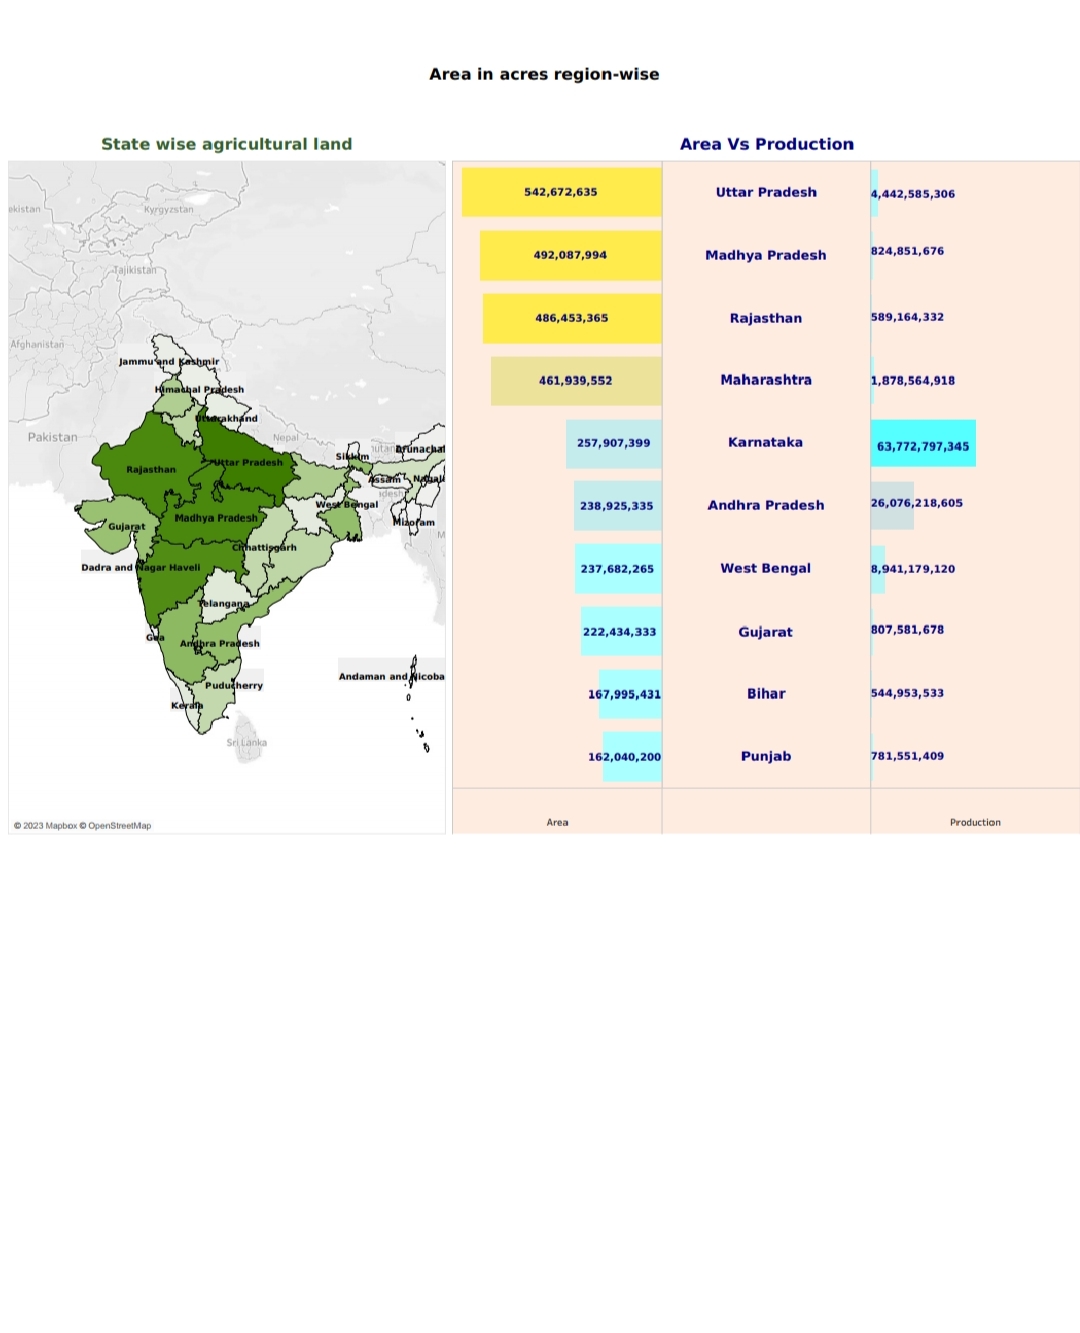 Area in acres region-wise
State wise agricultural land
Area Vs Production
ekistan
Kyrgyzstan
Tajikistan
Afghanistan
Jammu and Kashmir
Himachal Pradesh
Uttarakhand
Pakistan
Nepal
Arunachal
Sikkim
Uttar Pradesh
Rajasthan
Assam
Nagal
West Bengal
Madhya Pradesh
Gujarat
Mizoram
Chhattisgarh
Dadra and Nagar Haveli
Telangana
Goa
Andhra Pradesh
Andaman and Nicoba
Puducherry
Kerala
Sri Lanka
© 2023 Mapbox © OpenStreetMap
542,672,635 Uttar Pradesh 4,442,585,306
492,087,994 Madhya Pradesh 824,851,676
486,453,365 Rajasthan 589,164,332
461,939,552 Maharashtra 1,878,564,918
257,907,399 Karnataka 63,772,797,345
238,925,335 Andhra Pradesh 26,076,218,605
237,682,265 West Bengal 8,941,179,120
222,434,333 Gujarat 807,581,678
167,995,431 Bihar 544,953,533
162,040,200 Punjab 781,551,409
Area Production